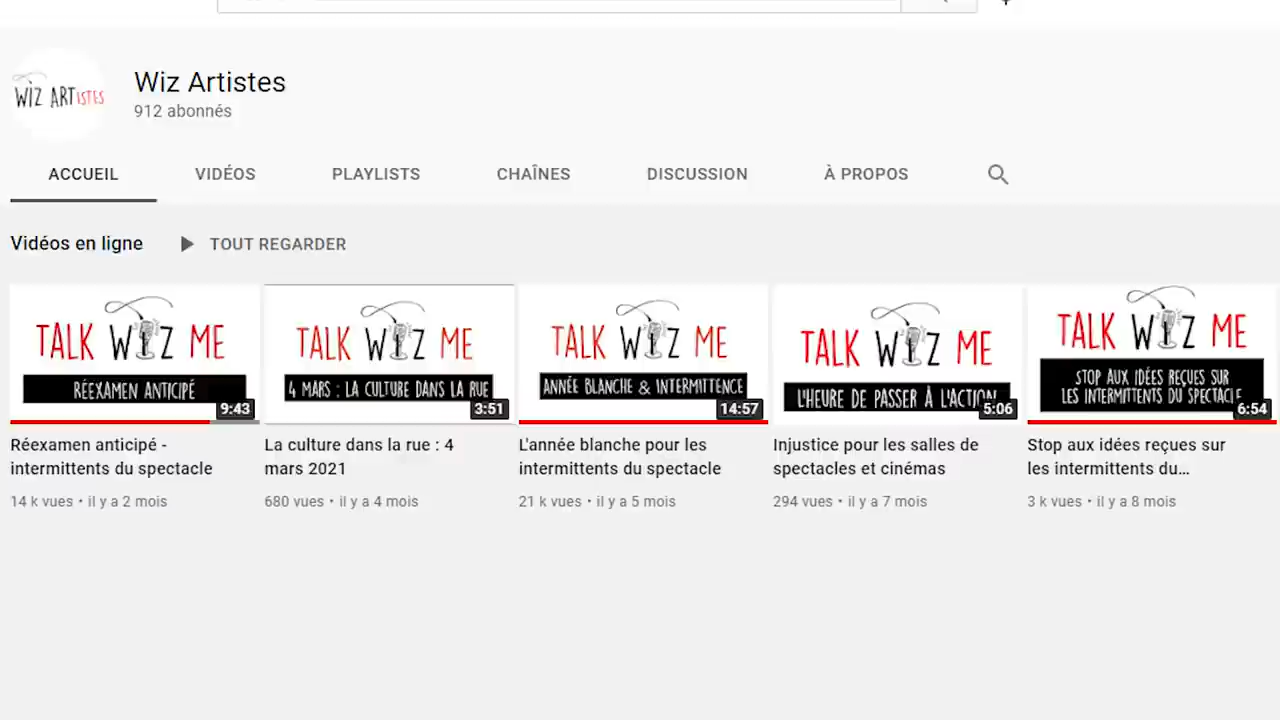 WIZ ARTISTES
Wiz Artistes
912 abonnés
ACCUEIL VIDÉOS PLAYLISTS CHAÎNES DISCUSSION À PROPOS
Vidéos en ligne TOUT REGARDER
TALK WIZ ME
RÉEXAMEN ANTICIPÉ
9:43
TALK WIZ ME
4 MARS : LA CULTURE DANS LA RUE
3:51
TALK WIZ ME
ANNÉE BLANCHE & INTERMITTENCE
14:57
TALK WIZ ME
L'HEURE DE PASSER À L'ACTION
5:06
TALK WIZ ME
STOP AUX IDÉES REÇUES SUR
LES INTERMITTENTS DU SPECTACLE
6:54
Réexamen anticipé -
intermittents du spectacle
14 k vues • il y a 2 mois
La culture dans la rue : 4
mars 2021
680 vues • il y a 4 mois
L'année blanche pour les
intermittents du spectacle
21 k vues • il y a 5 mois
Injustice pour les salles de
spectacles et cinémas
294 vues • il y a 7 mois
Stop aux idées reçues sur
les intermittents du...
3 k vues • il y a 8 mois